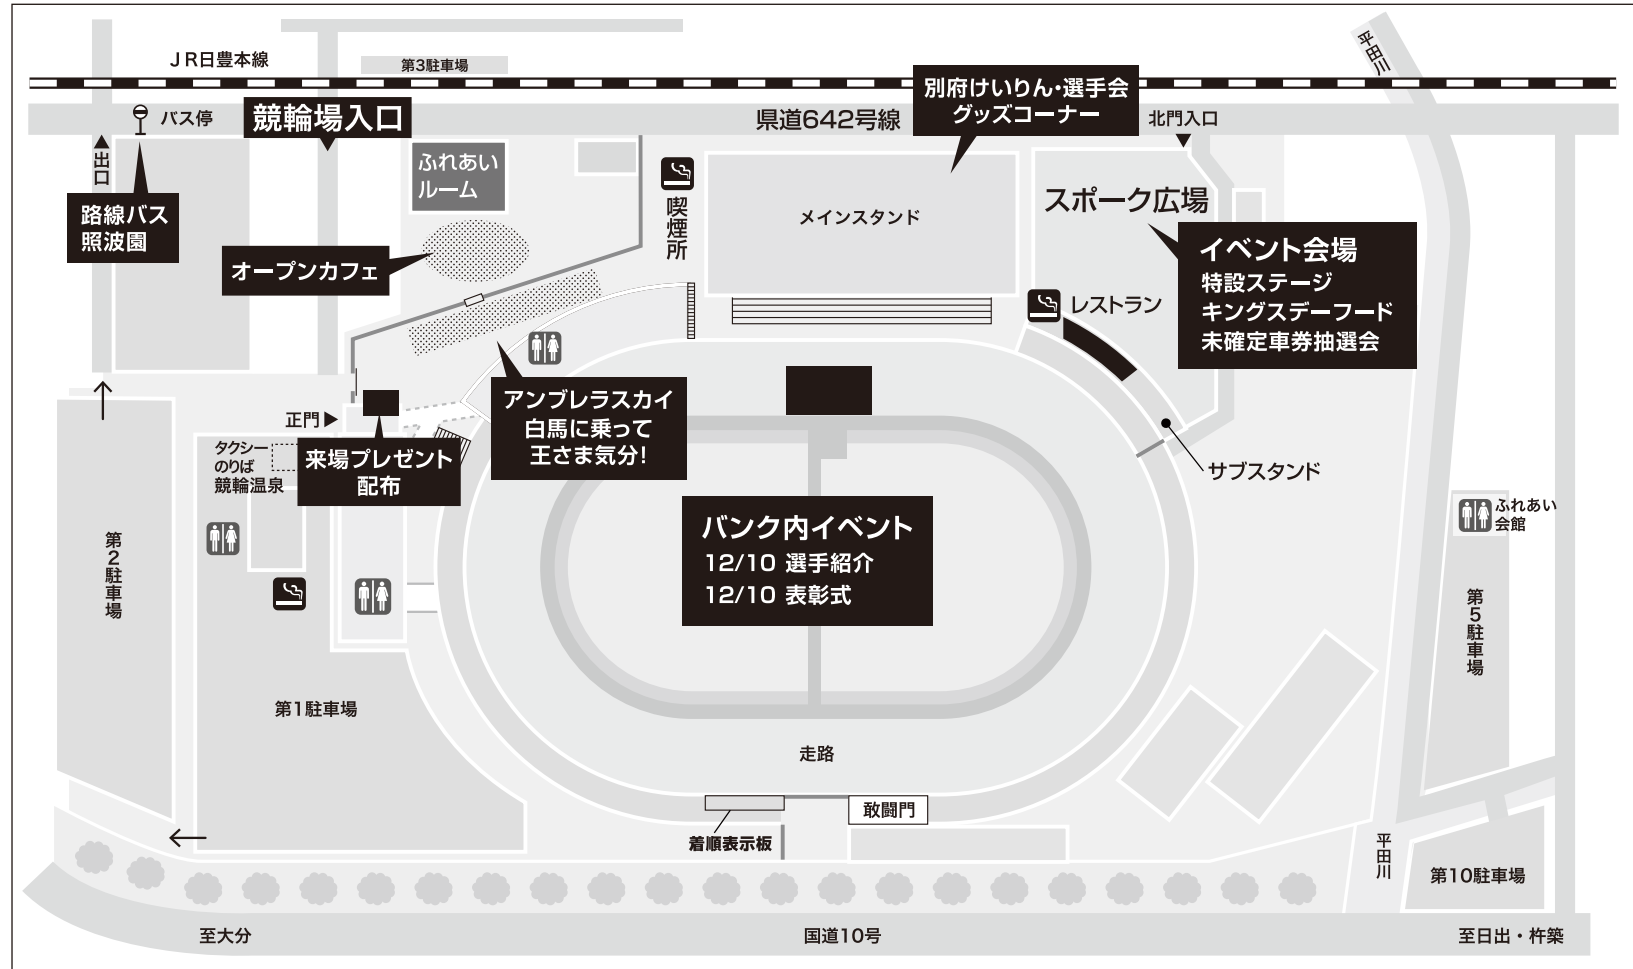 平田川
JR日豊本線
第3駐車場
別府けいりん・選手会
グッズコーナー
バス停
競輪場入口
県道642号線
北門入口
出口
ふれあい
ルーム
路線バス
照波園
喫煙所
メインスタンド
スポーク広場
オープンカフェ
イベント会場
特設ステージ
キングスデーフード
未確定車券抽選会
レストラン
アンブレラスカイ
白馬に乗って
王さま気分!
正門
タクシー
のりば
競輪温泉
来場プレゼント
配布
サブスタンド
バンク内イベント
12/10 選手紹介
12/10 表彰式
ふれあい
会館
第2駐車場
第5駐車場
第1駐車場
走路
敢闘門
着順表示板
平田川
第10駐車場
至大分
国道10号
至日出・杵築